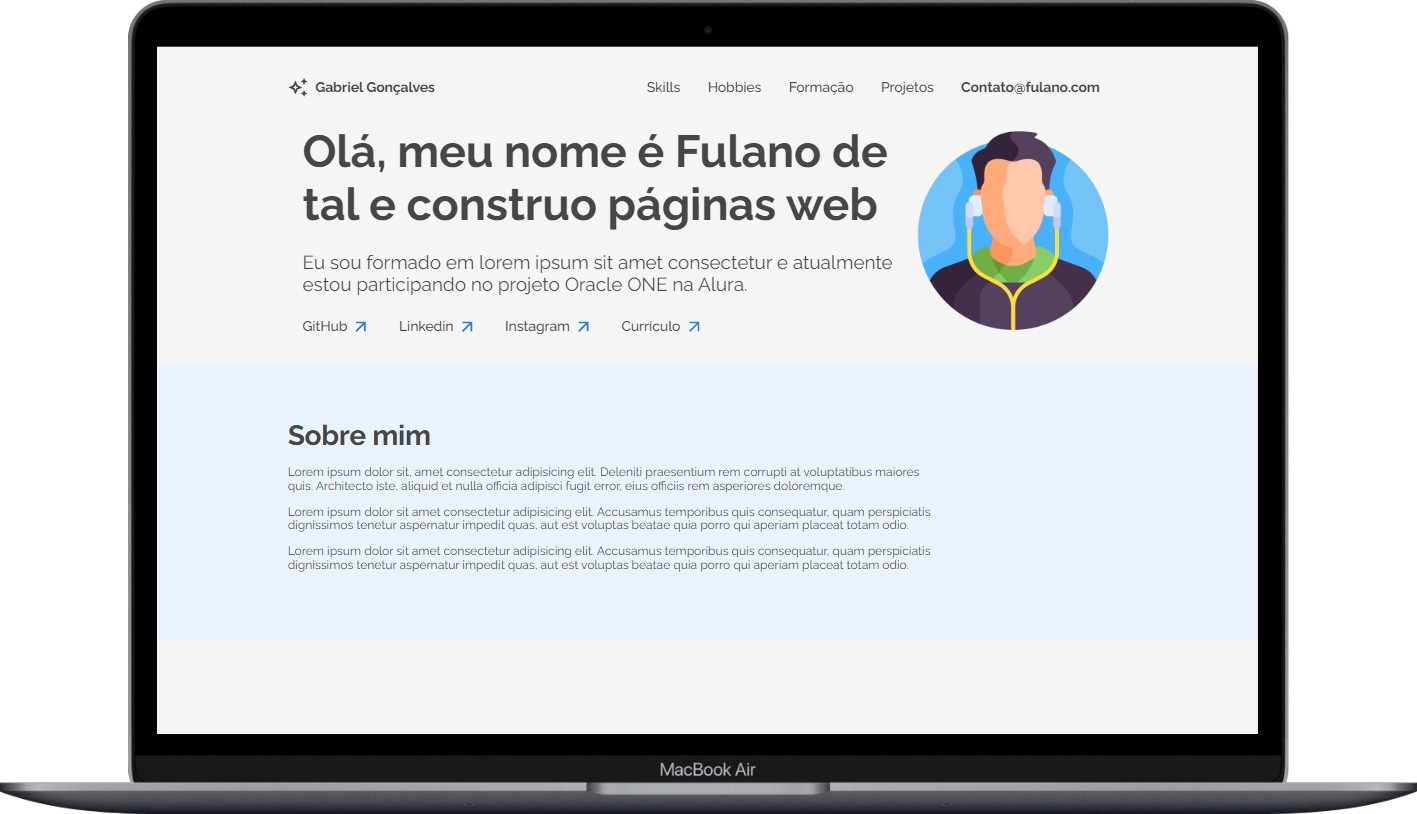 Gabriel Gonçalves
Skills Hobbies Formação Projetos Contato@fulano.com
Olá, meu nome é Fulano de
tal e construo páginas web
Eu sou formado em lorem ipsum sit amet consectetur e atualmente
estou participando no projeto Oracle ONE na Alura.
GitHub Linkedin Instagram Currículo
Sobre mim
Lorem ipsum dolor sit, amet consectetur adipisicing elit. Deleniti praesentium rem corrupti at voluptatibus maiores
quis. Architecto iste, aliquid et nulla officia adipisci fugit error, eius officiis rem asperiores doloremque.
Lorem ipsum dolor sit amet consectetur adipisicing elit. Accusamus temporibus quis consequatur, quam perspiciatis
dignissimos tenetur aspernatur impedit quas, aut est voluptas beatae quia porro qui aperiam placeat totam odio.
Lorem ipsum dolor sit amet consectetur adipisicing elit. Accusamus temporibus quis consequatur, quam perspiciatis
dignissimos tenetur aspernatur impedit quas, aut est voluptas beatae quia porro qui aperiam placeat totam odio.
MacBook Air